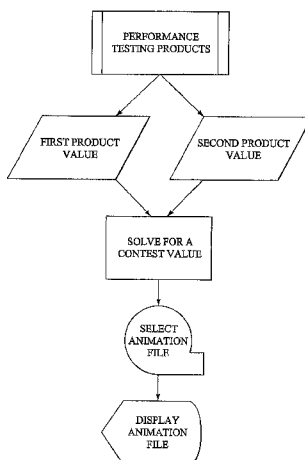 PERFORMANCE
TESTING PRODUCTS
FIRST PRODUCT
VALUE
SECOND PRODUCT
VALUE
SOLVE FOR A
CONTEST VALUE
SELECT
ANIMATION
FILE
DISPLAY
ANIMATION
FILE